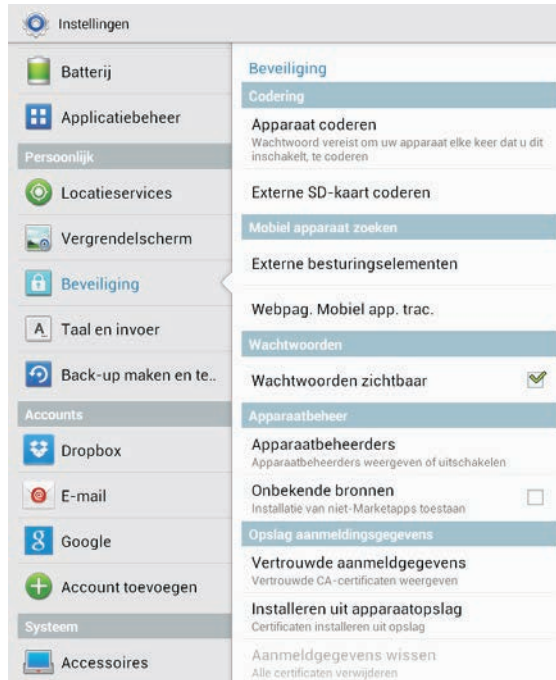 Instellingen
Batterij
Applicatiebeheer
Persoonlijk
Locatieservices
Vergrendelscherm
Beveiliging
Taal en invoer
Back-up maken en te..
Accounts
Dropbox
E-mail
Google
Account toevoegen
Systeem
Accessoires
Beveiliging
Codering
Apparaat coderen
Wachtwoord vereist om uw apparaat elke keer dat u dit
inschakelt, te coderen
Externe SD-kaart coderen
Mobiel apparaat zoeken
Externe besturingselementen
Webpag. Mobiel app. trac.
Wachtwoorden
Wachtwoorden zichtbaar
Apparaatbeheer
Apparaatbeheerders
Apparaatbeheerders weergeven of uitschakelen
Onbekende bronnen
Installatie van niet-Marketapps toestaan
Opslag aanmeldingsgegevens
Vertrouwde aanmeldgegevens
Vertrouwde CA-certificaten weergeven
Installeren uit apparaatopslag
Certificaten installeren uit opslag
Aanmeldgegevens wissen
Alle certificaten verwijderen